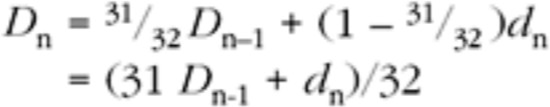 Dₙ = ³¹/₃₂ Dₙ₋₁ + (1 – ³¹/₃₂)dₙ
= (31 Dₙ₋₁ + dₙ)/32